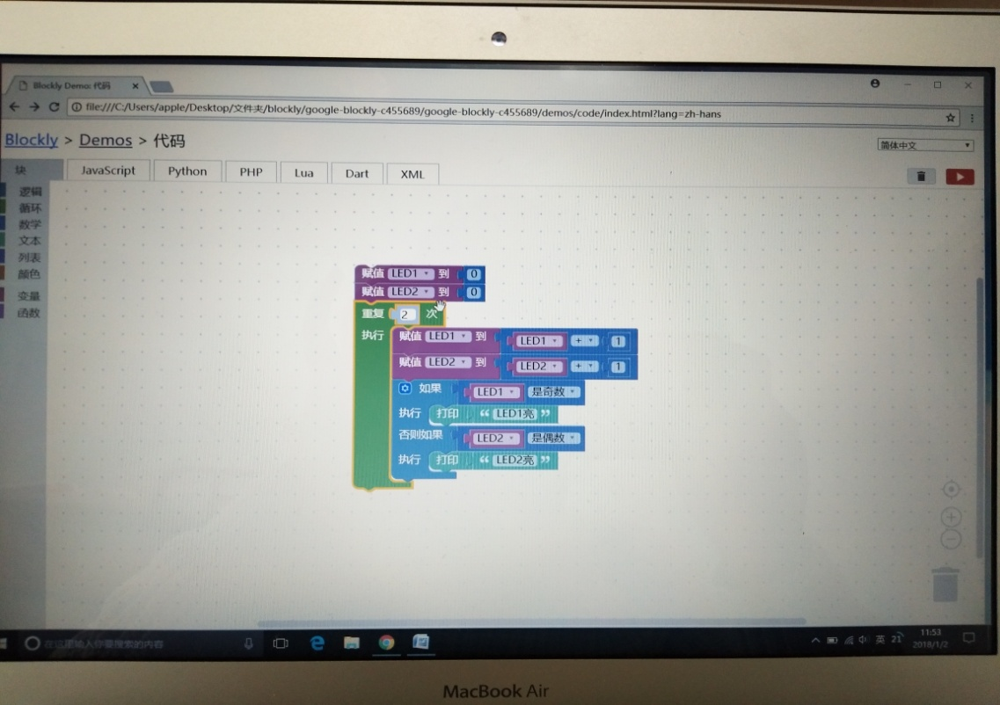 Blockly Demo: 代码
file:///C:/Users/apple/Desktop/文件夹/blockly/google-blockly-c455689/google-blockly-c455689/demos/code/index.html?lang=zh-hans
Blockly > Demos > 代码
简体中文
块 JavaScript Python PHP Lua Dart XML
逻辑
循环
数学
文本
列表
颜色
变量
函数
赋值 LED1 到 0
赋值 LED2 到 0
重复 2 次
执行 赋值 LED1 到 LED1 + 1
赋值 LED2 到 LED2 + 1
如果 LED1 是奇数
执行 打印 “ LED1亮 ”
否则如果 LED2 是偶数
执行 打印 “ LED2亮 ”
在这里输入你要搜索的内容
英 21 11:53
2018/1/2
MacBook Air